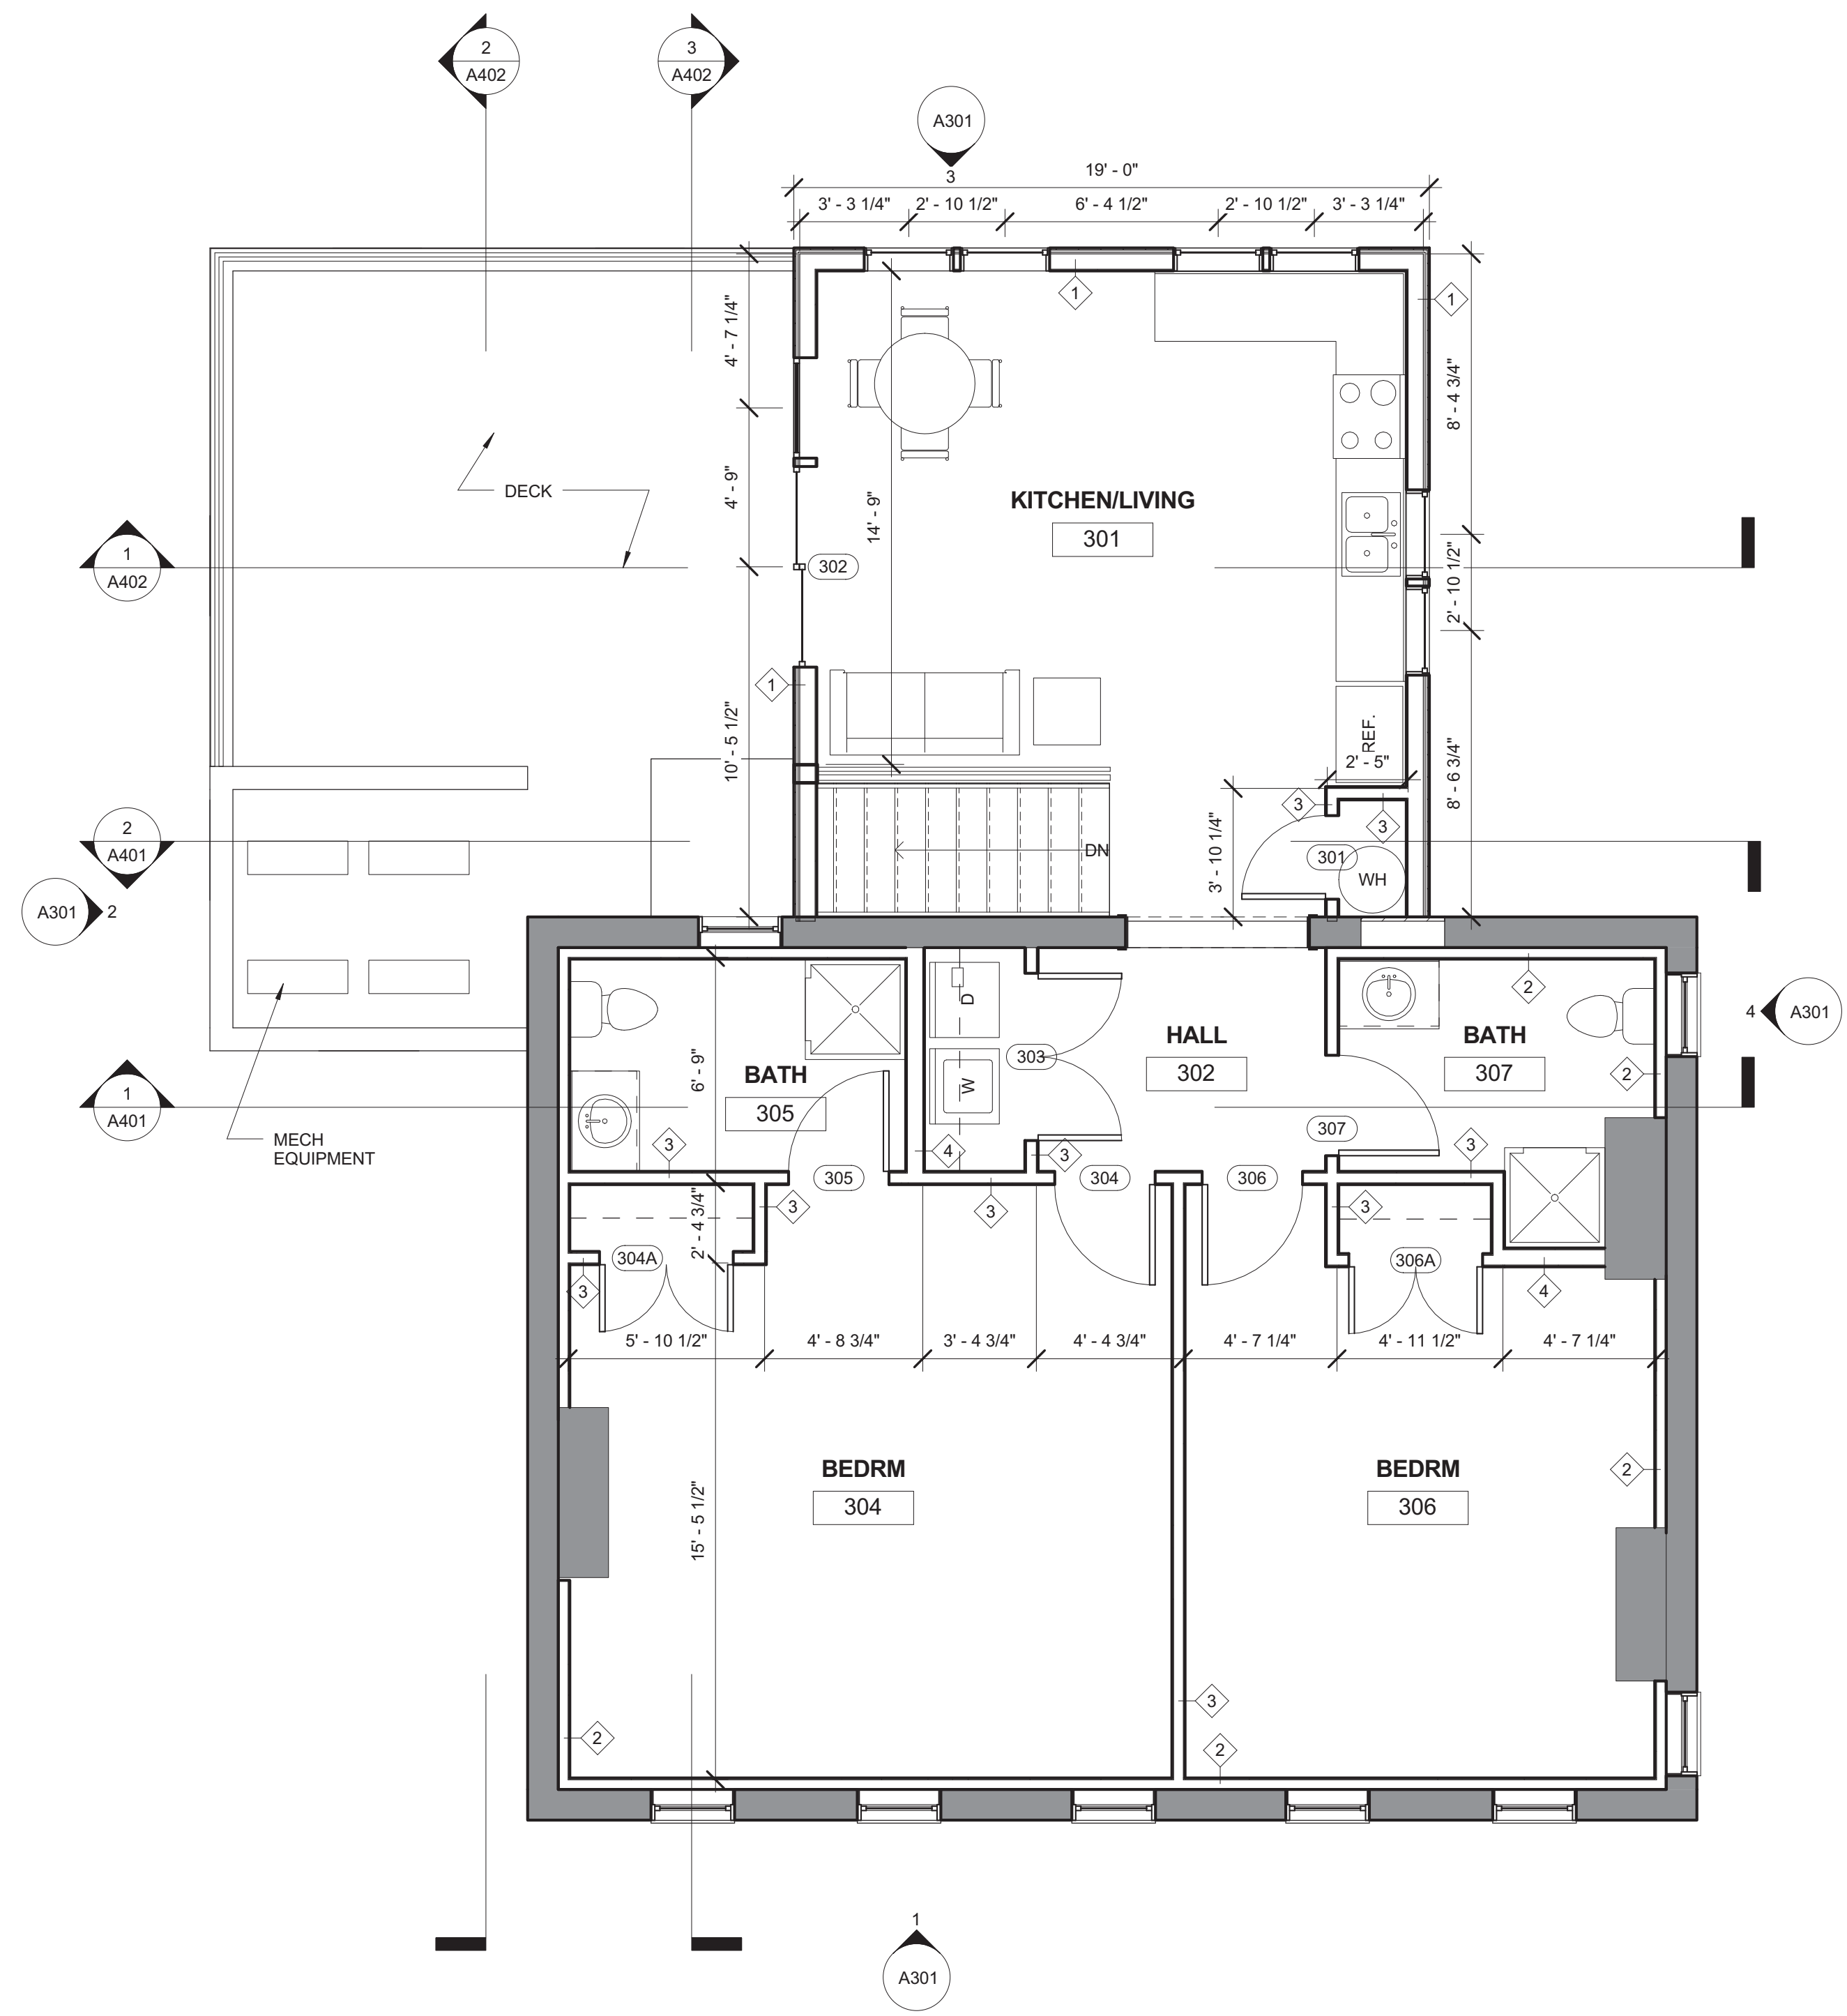 2
A402
3
A402
A301
3
19' - 0"
3' - 3 1/4"
2' - 10 1/2"
6' - 4 1/2"
2' - 10 1/2"
3' - 3 1/4"
1
1
4' - 7 1/4"
8' - 4 3/4"
DECK
4' - 9"
14' - 9"
KITCHEN/LIVING
301
1
A402
302
2' - 10 1/2"
1
10' - 5 1/2"
REF.
2' - 5"
8' - 6 3/4"
3
3
2
A401
3' - 10 1/4"
DN
301
WH
A301
2
D
2
4
A301
HALL
302
BATH
307
303
BATH
305
6' - 9"
W
2
1
A401
MECH
EQUIPMENT
3
4
3
307
3
305
304
306
3
3
3
2' - 4 3/4"
304A
306A
3
4
5' - 10 1/2"
4' - 8 3/4"
3' - 4 3/4"
4' - 4 3/4"
4' - 7 1/4"
4' - 11 1/2"
4' - 7 1/4"
BEDRM
304
BEDRM
306
2
15' - 5 1/2"
3
2
2
1
A301